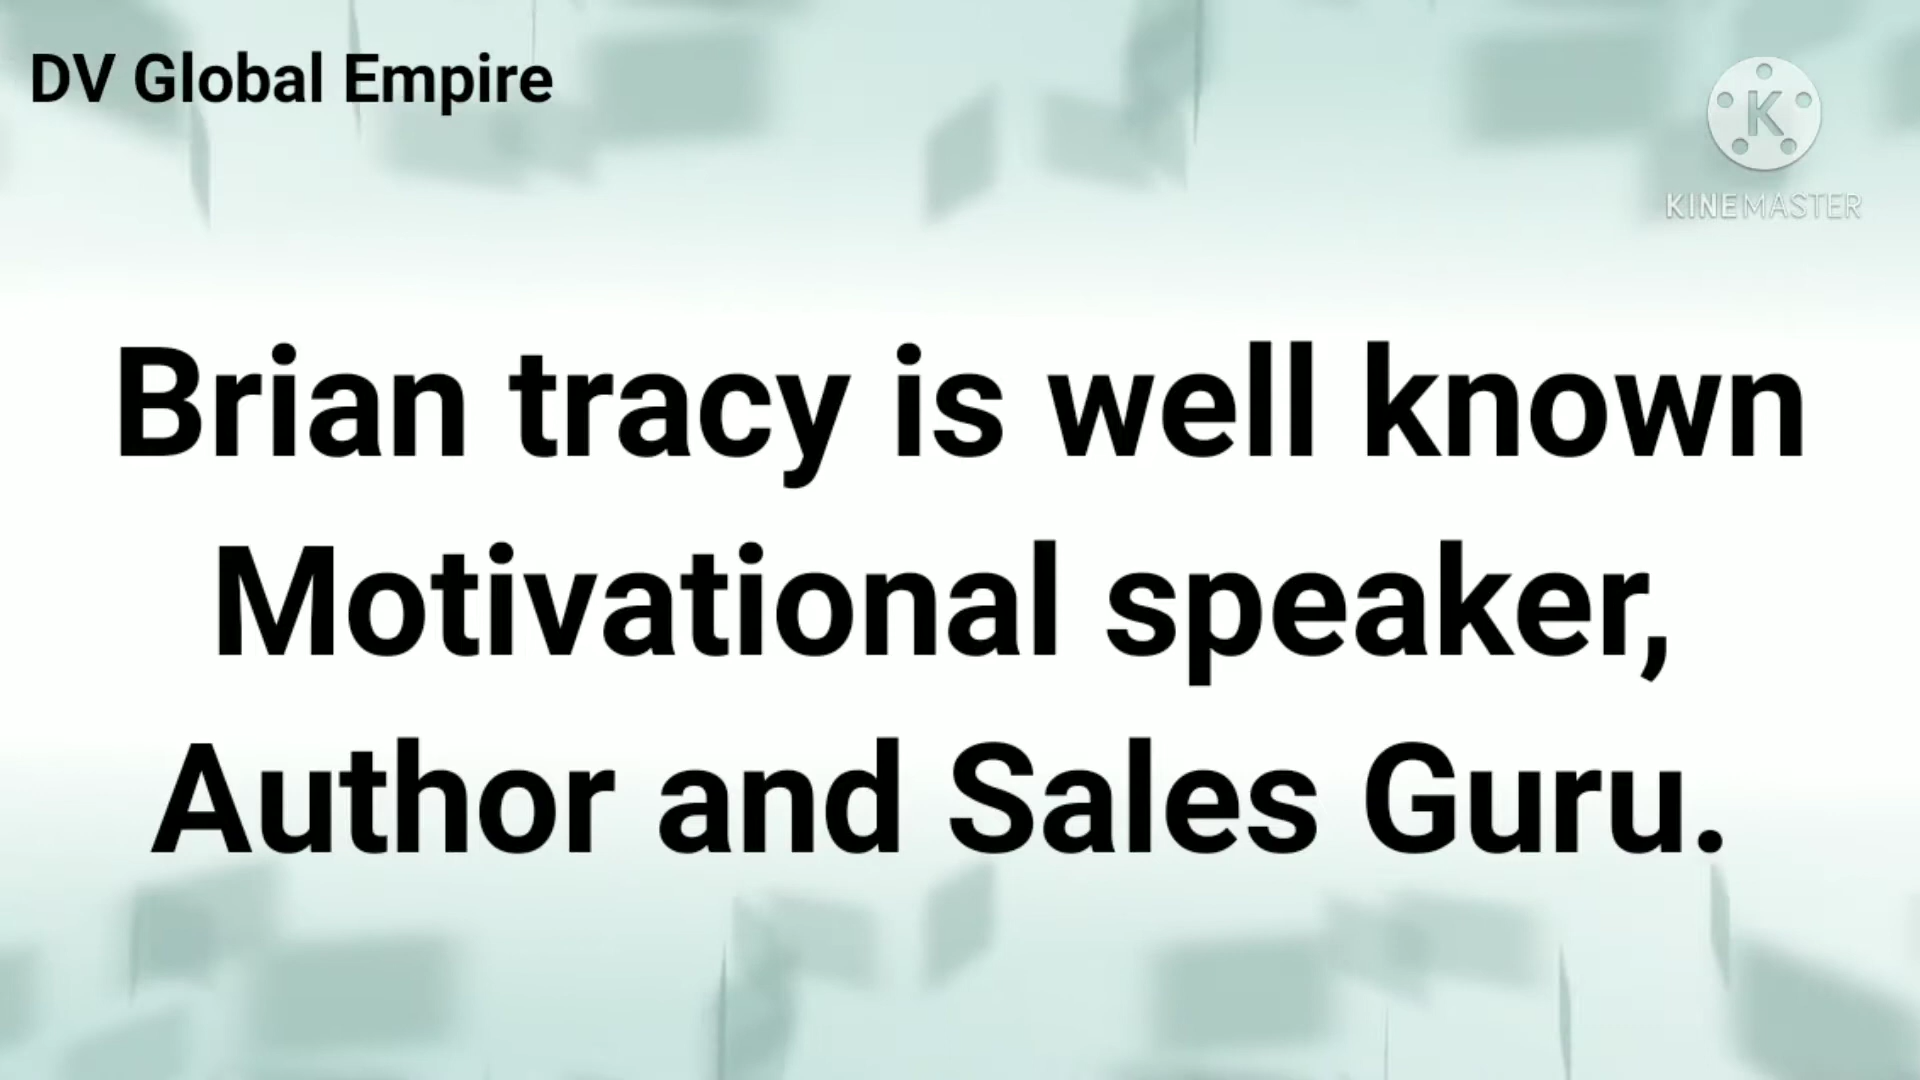 DV Global Empire
K
KINEMASTER
Brian tracy is well known
Motivational speaker,
Author and Sales Guru.